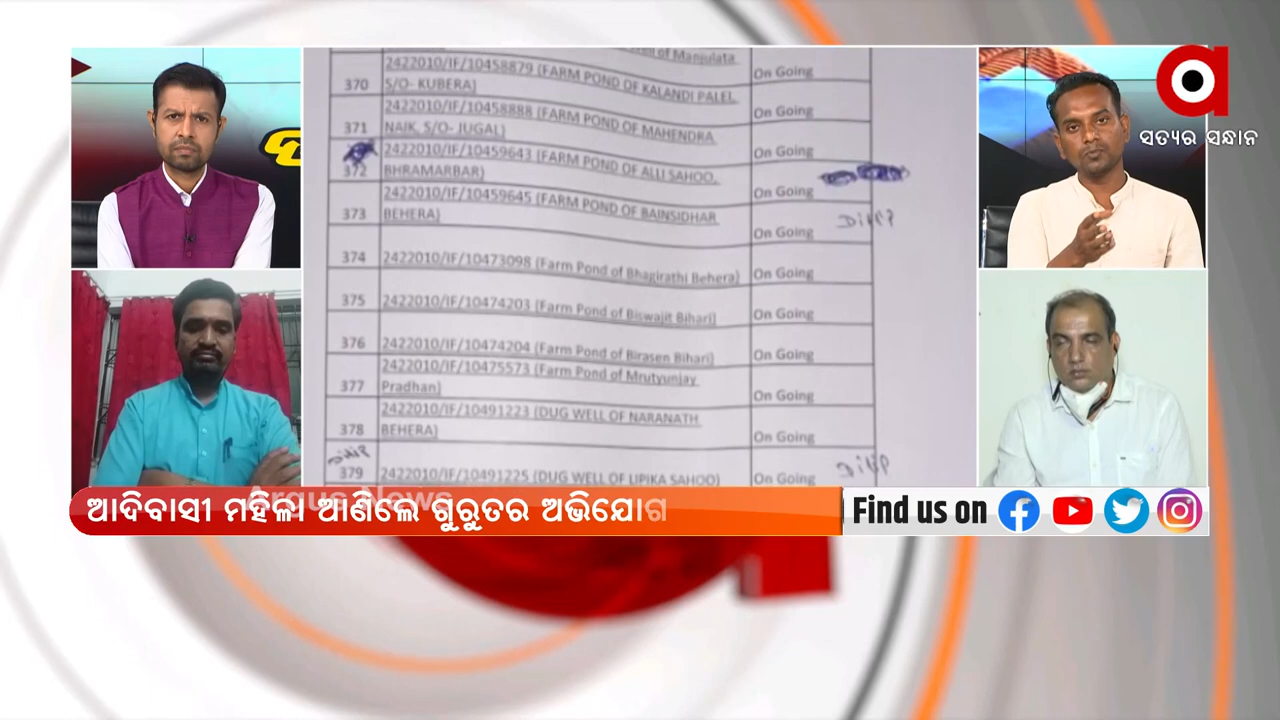 ସତ୍ୟର ସନ୍ଧାନ
2422010/IF/10458879 (FARM POND OF KALANDI PALEI,
370 S/O- KUBERA) On Going
2422010/IF/10458888 (FARM POND OF MAHENDRA
371 NAIK, S/O- JUGAL) On Going
2422010/IF/10459643 (FARM POND OF ALLI SAHOO,
372 BHRAMARBAR) On Going
2422010/IF/10459645 (FARM POND OF BAINSIDHAR
373 BEHERA) On Going
374 2422010/IF/10473098 (Farm Pond of Bhagirathi Behera) On Going
375 2422010/IF/10474203 (Farm Pond of Biswajit Bihari) On Going
376 2422010/IF/10474204 (Farm Pond of Birasen Bihari) On Going
2422010/IF/10475573 (Farm Pond of Mrutyunjay
377 Pradhan) On Going
2422010/IF/10491223 (DUG WELL OF NARANATH
378 BEHERA) On Going
379 2422010/IF/10491225 (DUG WELL OF LIPIKA SAHOO) On Going
Argus News
ଆଦିବାସୀ ମହିଳା ଆଣିଲେ ଗୁରୁତର ଅଭିଯୋଗ
Find us on